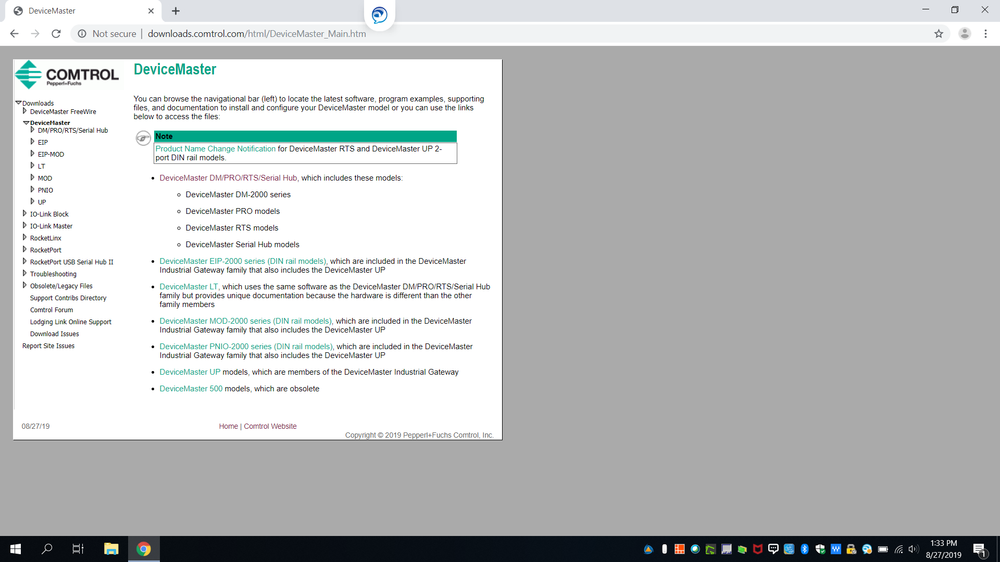 DeviceMaster
Not secure | downloads.comtrol.com/html/DeviceMaster_Main.htm
COMTROL
Pepperl+Fuchs
Downloads
DeviceMaster FreeWire
DeviceMaster
DM/PRO/RTS/Serial Hub
EIP
EIP-MOD
LT
MOD
PNIO
UP
IO-Link Block
IO-Link Master
RocketLinx
RocketPort
RocketPort USB Serial Hub II
Troubleshooting
Obsolete/Legacy Files
Support Contribs Directory
Comtrol Forum
Lodging Link Online Support
Download Issues
Report Site Issues
DeviceMaster
You can browse the navigational bar (left) to locate the latest software, program examples, supporting
files, and documentation to install and configure your DeviceMaster model or you can use the links
below to access the files:
Note
Product Name Change Notification for DeviceMaster RTS and DeviceMaster UP 2-
port DIN rail models.
• DeviceMaster DM/PRO/RTS/Serial Hub, which includes these models:
○ DeviceMaster DM-2000 series
○ DeviceMaster PRO models
○ DeviceMaster RTS models
○ DeviceMaster Serial Hub models
• DeviceMaster EIP-2000 series (DIN rail models), which are included in the DeviceMaster
Industrial Gateway family that also includes the DeviceMaster UP
• DeviceMaster LT, which uses the same software as the DeviceMaster DM/PRO/RTS/Serial Hub
family but provides unique documentation because the hardware is different than the other
family members
• DeviceMaster MOD-2000 series (DIN rail models), which are included in the DeviceMaster
Industrial Gateway family that also includes the DeviceMaster UP
• DeviceMaster PNIO-2000 series (DIN rail models), which are included in the DeviceMaster
Industrial Gateway family that also includes the DeviceMaster UP
• DeviceMaster UP models, which are members of the DeviceMaster Industrial Gateway
• DeviceMaster 500 models, which are obsolete
08/27/19
Home | Comtrol Website
Copyright © 2019 Pepperl+Fuchs Comtrol, Inc.
1:33 PM
8/27/2019
1